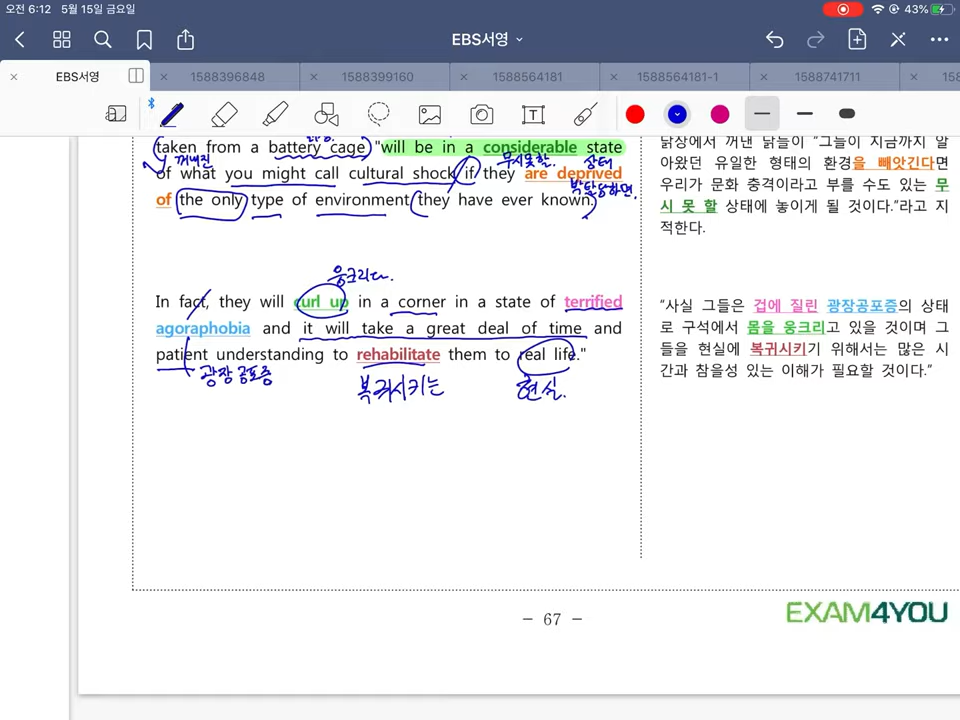 오전 6:12 5월 15일 금요일
43%
EBS서영
EBS서영
1588396848
1588399160
1588564181
1588564181-1
1588741711
158
taken from a battery cage "will be in a considerable state
꺼내진
무시못할
상태
of what you might call cultural shock if they are deprived
박탈당하면.
of the only type of environment they have ever known.
웅크리다.
In fact, they will curl up in a corner in a state of terrified
agoraphobia and it will take a great deal of time and
patient understanding to rehabilitate them to real life."
광장 공포증
복귀시키는
현실.
닭장에서 꺼낸 닭들이 "그들이 지금까지 알
아왔던 유일한 형태의 환경을 빼앗긴다면
우리가 문화 충격이라고 부를 수도 있는 무
시 못 할 상태에 놓이게 될 것이다."라고 지
적한다.
"사실 그들은 겁에 질린 광장공포증의 상태
로 구석에서 몸을 웅크리고 있을 것이며 그
들을 현실에 복귀시키기 위해서는 많은 시
간과 참을성 있는 이해가 필요할 것이다."
- 67 -
EXAM4YOU